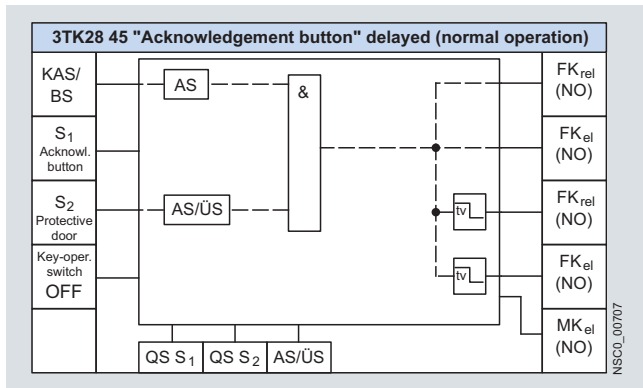 3TK28 45 "Acknowledgement button" delayed (normal operation)
KAS/
BS
AS
&
FKrel
(NO)
S1
Acknowl.
button
FKel
(NO)
S2
Protective
door
AS/ÜS
tv
FKrel
(NO)
Key-oper.
switch
OFF
tv
FKel
(NO)
MKel
(NO)
QS S1
QS S2
AS/ÜS
NSC0_00707